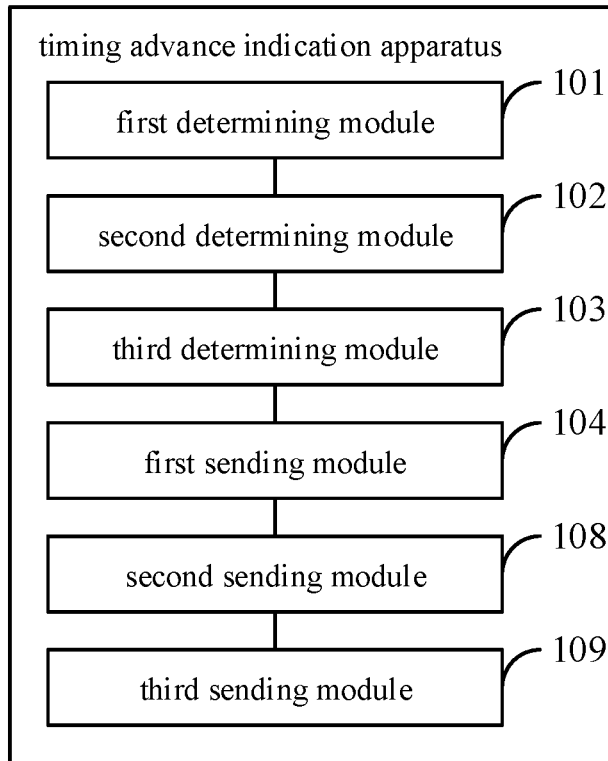 timing advance indication apparatus
101
first determining module
102
second determining module
103
third determining module
104
first sending module
108
second sending module
109
third sending module